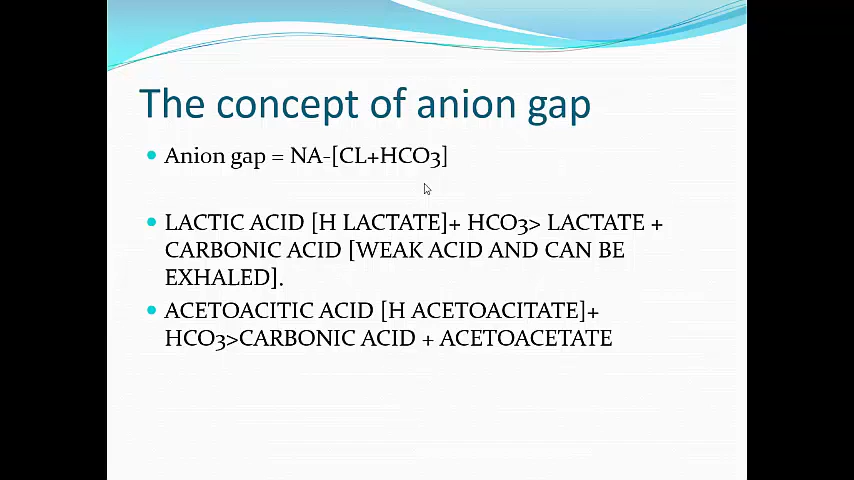 The concept of anion gap
Anion gap = NA-[CL+HCO3]
LACTIC ACID [H LACTATE]+ HCO3> LACTATE +
CARBONIC ACID [WEAK ACID AND CAN BE
EXHALED].
ACETOACITIC ACID [H ACETOACITATE]+
HCO3>CARBONIC ACID + ACETOACETATE